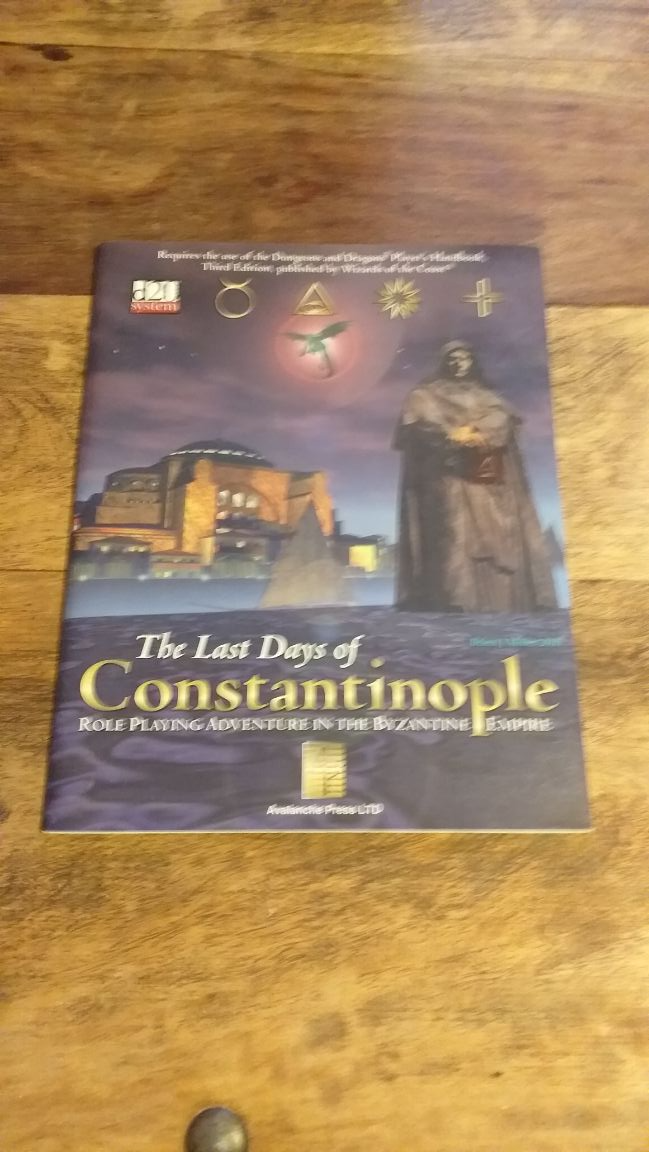 Requires the use of the Dungeons and Dragons® Player's Handbook,
Third Edition, published by Wizards of the Coast®
d20
system
The Last Days of
Constantinople
ROLE PLAYING ADVENTURE IN THE BYZANTINE EMPIRE
Avalanche Press LTD